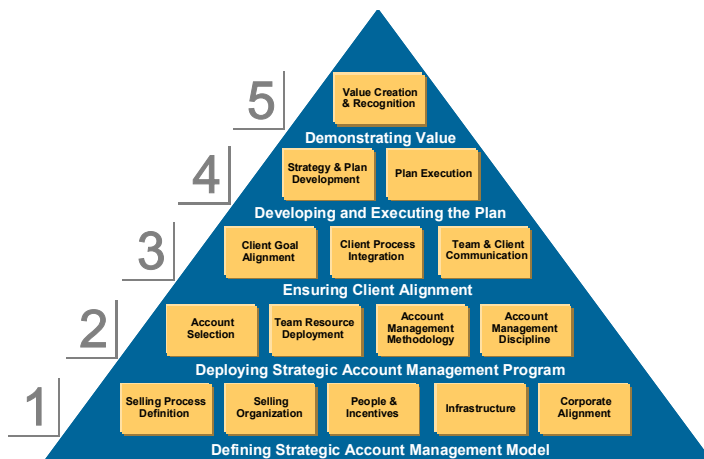 5
Value Creation
& Recognition
Demonstrating Value
4
Strategy & Plan
Development
Plan Execution
Developing and Executing the Plan
3
Client Goal
Alignment
Client Process
Integration
Team & Client
Communication
Ensuring Client Alignment
2
Account
Selection
Team Resource
Deployment
Account
Management
Methodology
Account
Management
Discipline
Deploying Strategic Account Management Program
1
Selling Process
Definition
Selling
Organization
People &
Incentives
Infrastructure
Corporate
Alignment
Defining Strategic Account Management Model